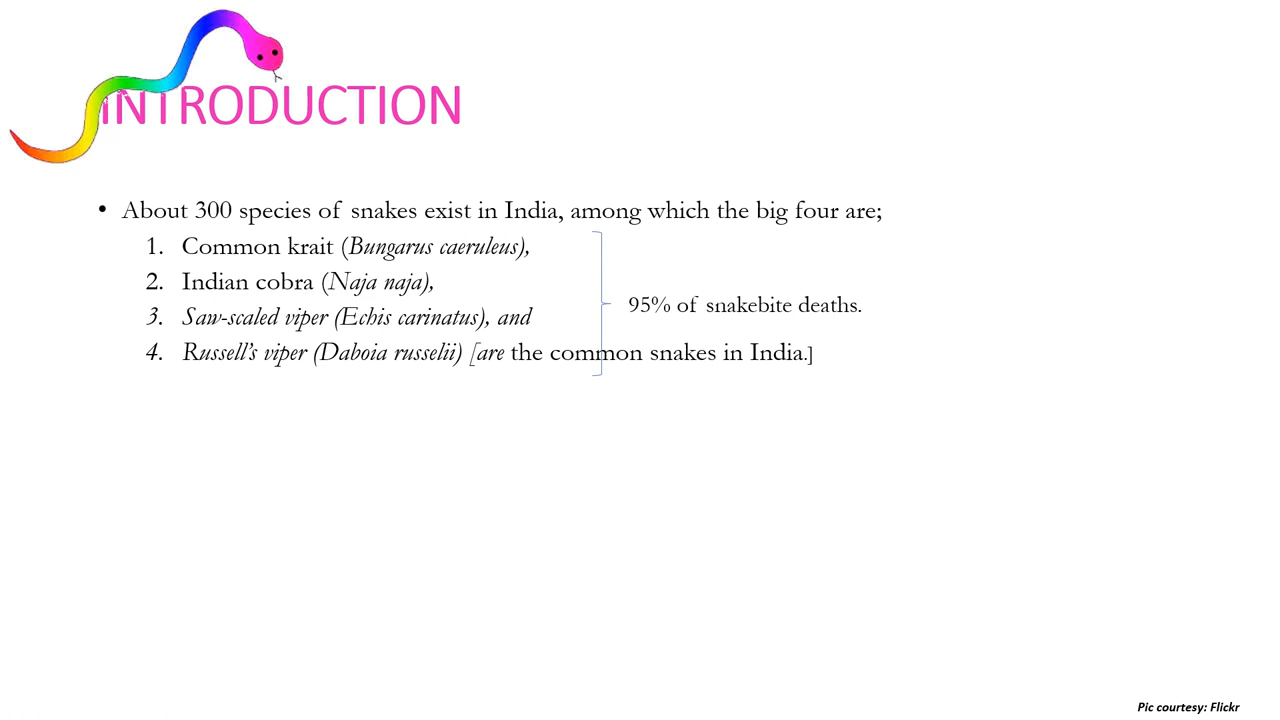 INTRODUCTION
• About 300 species of snakes exist in India, among which the big four are;
1. Common krait (Bungarus caeruleus),
2. Indian cobra (Naja naja),
3. Saw-scaled viper (Echis carinatus), and
95% of snakebite deaths.
4. Russell’s viper (Daboia russelii) [are the common snakes in India.]
Pic courtesy: Flickr